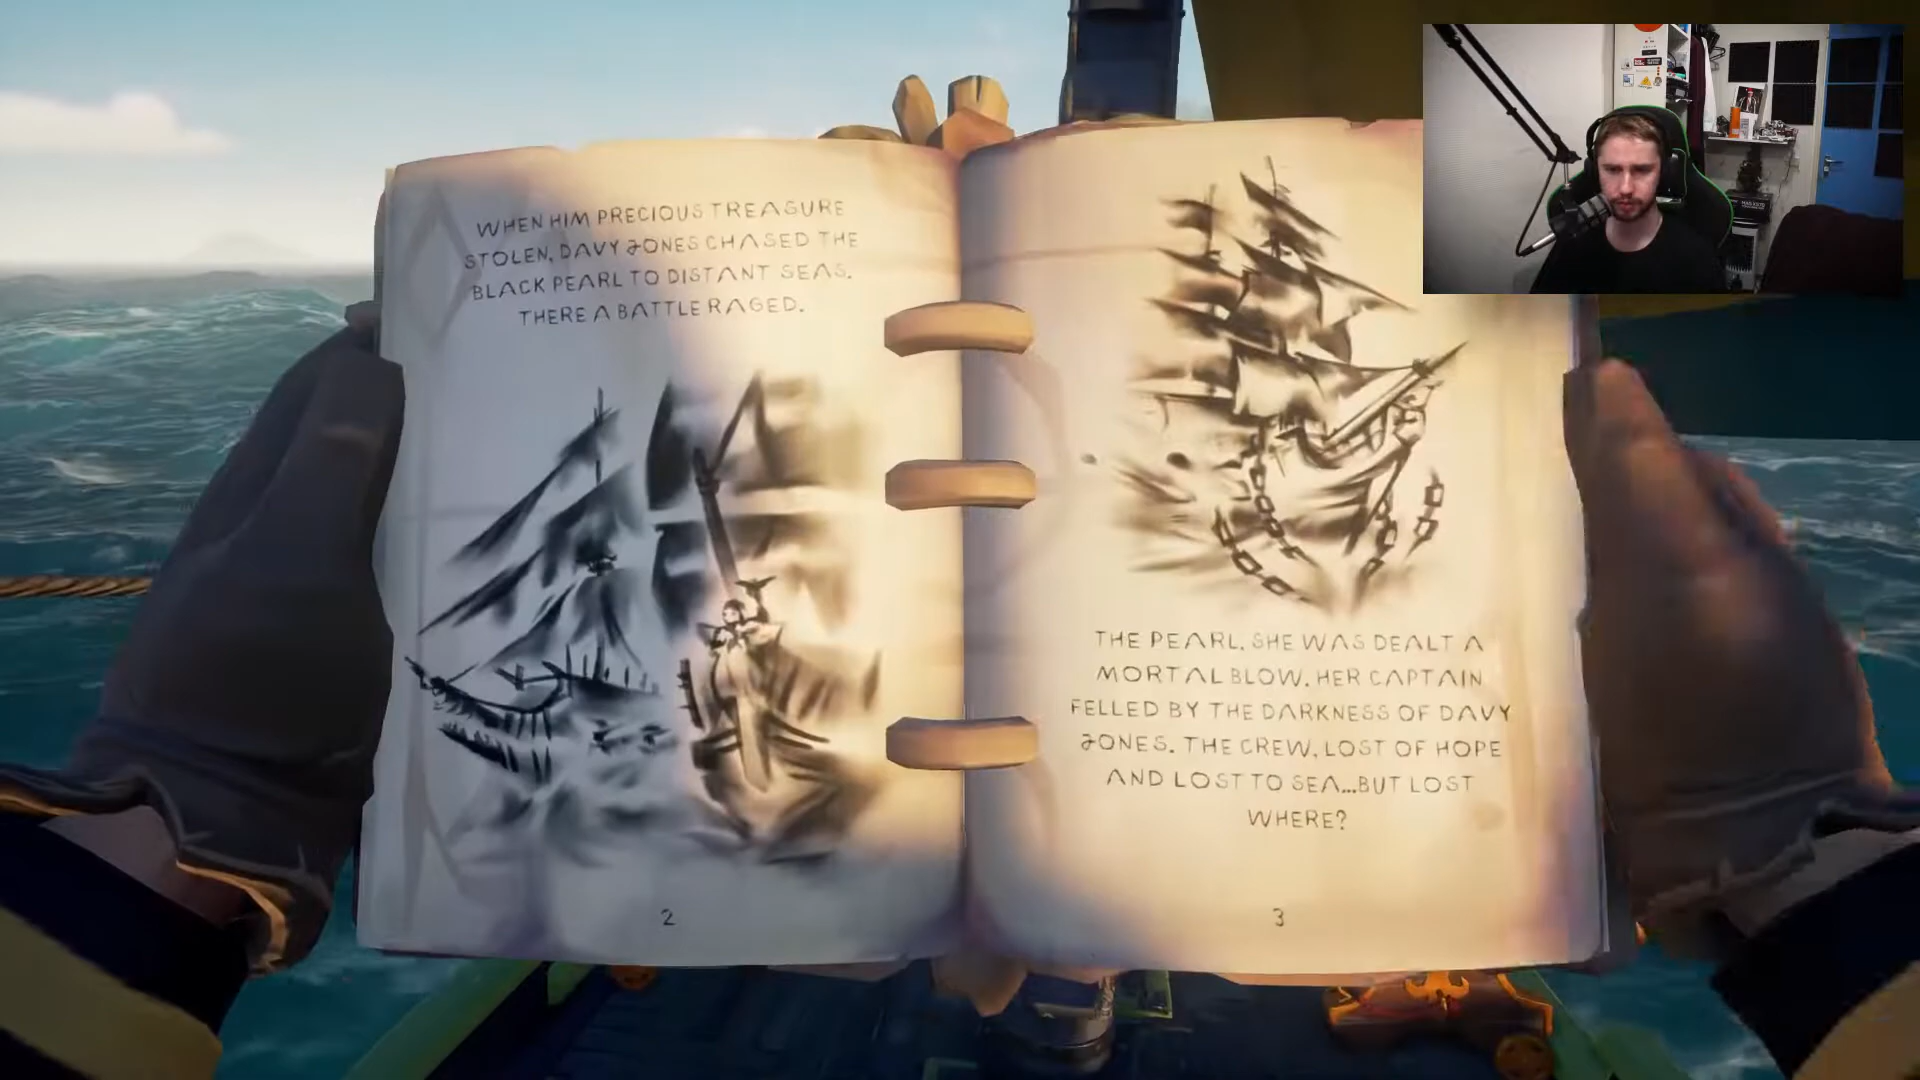 WHEN HIM PRECIOUS TREASURE
STOLEN, DAVY JONES CHASED THE
BLACK PEARL TO DISTANT SEAS.
THERE A BATTLE RAGED.
2
THE PEARL, SHE WAS DEALT A
MORTAL BLOW. HER CAPTAIN
FELLED BY THE DARKNESS OF DAVY
JONES. THE CREW, LOST OF HOPE
AND LOST TO SEA...BUT LOST
WHERE?
3